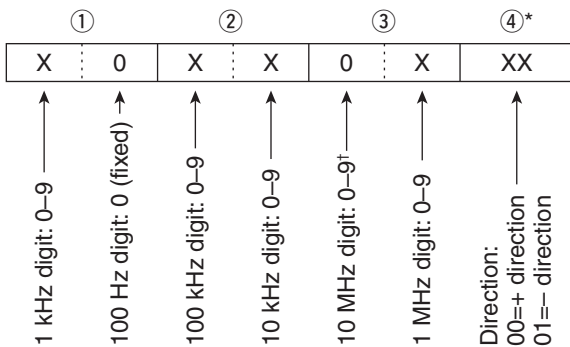 ① ② ③ ④*
X 0 X X 0 X XX
1 kHz digit: 0–9
100 Hz digit: 0 (fixed)
100 kHz digit: 0–9
10 kHz digit: 0–9
10 MHz digit: 0–9†
1 MHz digit: 0–9
Direction:
00=+ direction
01=– direction